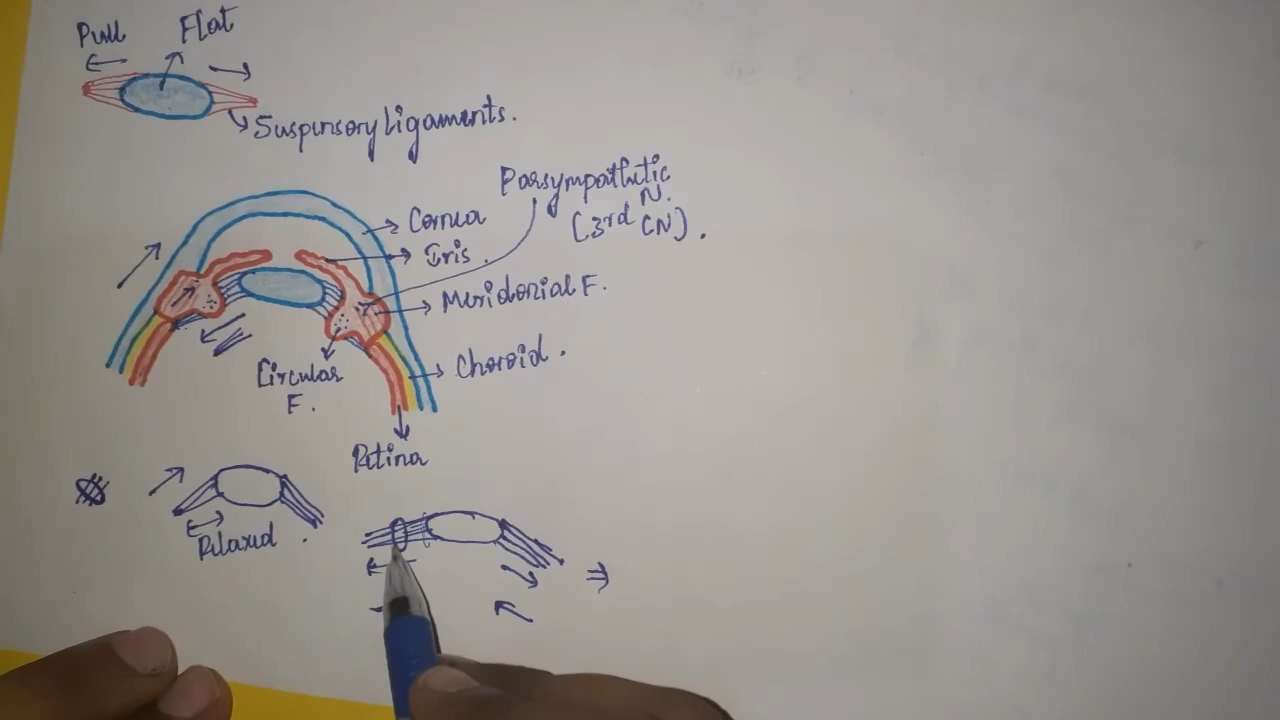 Pull Flat
Suspensory Ligaments.
Parsympathetic
N.
(3rd CN).
Cornea
Iris.
Meridonial F.
Circular
F.
Choroid.
Retina
Relaxed.